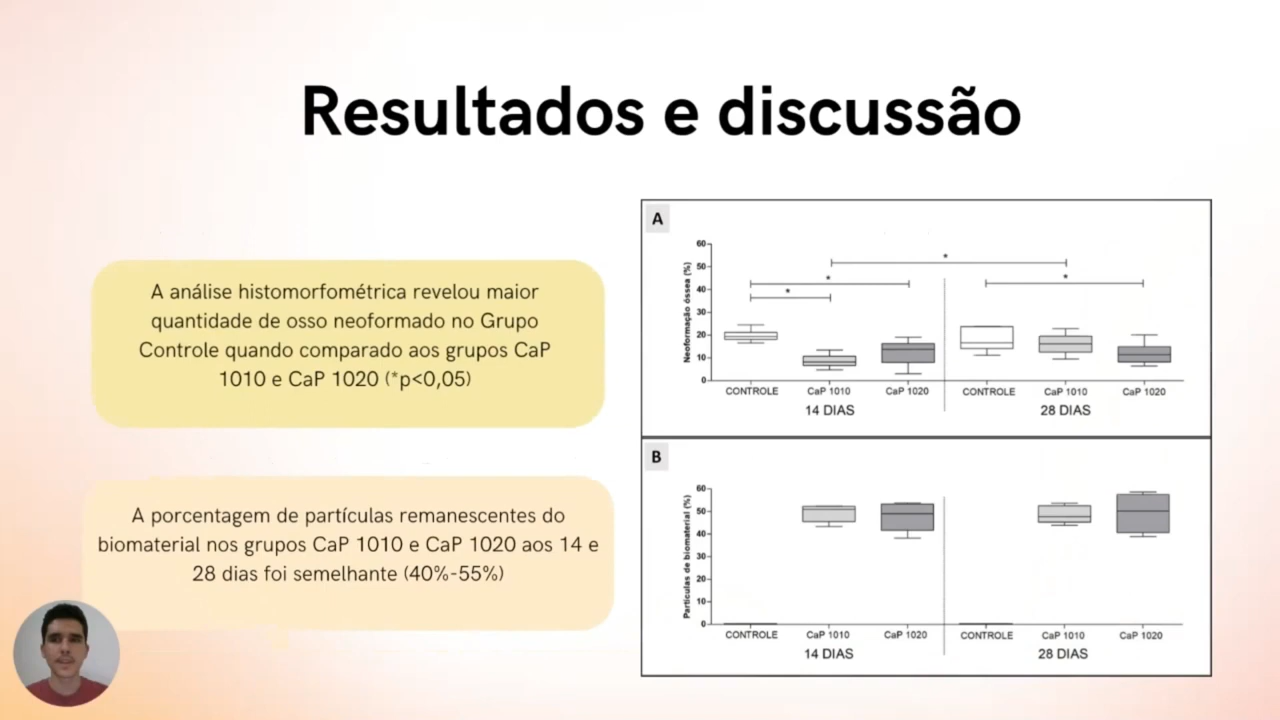 Resultados e discussão
A análise histomorfométrica revelou maior
quantidade de osso neoformado no Grupo
Controle quando comparado aos grupos CaP
1010 e CaP 1020 (*p<0,05)
A porcentagem de partículas remanescentes do
biomaterial nos grupos CaP 1010 e CaP 1020 aos 14 e
28 dias foi semelhante (40%-55%)
A
Neoformação óssea (%)
60
50
40
30
20
10
0
*
*
*
*
CONTROLE CaP 1010 CaP 1020 CONTROLE CaP 1010 CaP 1020
14 DIAS 28 DIAS
B
Partículas de biomaterial (%)
60
50
40
30
20
10
0
CONTROLE CaP 1010 CaP 1020 CONTROLE CaP 1010 CaP 1020
14 DIAS 28 DIAS